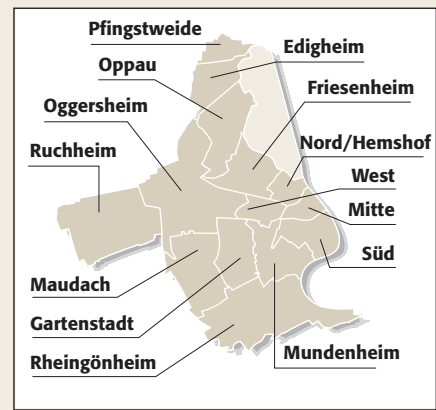 Pfingstweide
Edigheim
Oppau
Friesenheim
Oggersheim
Nord/Hemshof
Ruchheim
West
Mitte
Süd
Maudach
Gartenstadt
Rheingönheim
Mundenheim